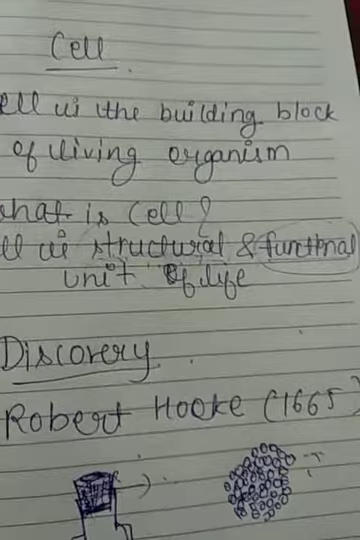 Cell
ell is the building block
of living organism
what is Cell?
ll is structural & functional
unit of life
Discovery
Robert Hooke (1665)